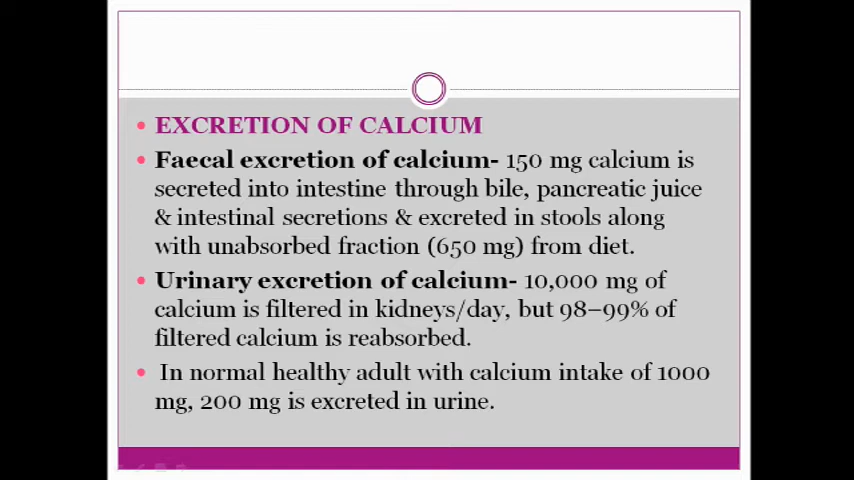 • EXCRETION OF CALCIUM
• Faecal excretion of calcium- 150 mg calcium is
secreted into intestine through bile, pancreatic juice
& intestinal secretions & excreted in stools along
with unabsorbed fraction (650 mg) from diet.
• Urinary excretion of calcium- 10,000 mg of
calcium is filtered in kidneys/day, but 98–99% of
filtered calcium is reabsorbed.
• In normal healthy adult with calcium intake of 1000
mg, 200 mg is excreted in urine.